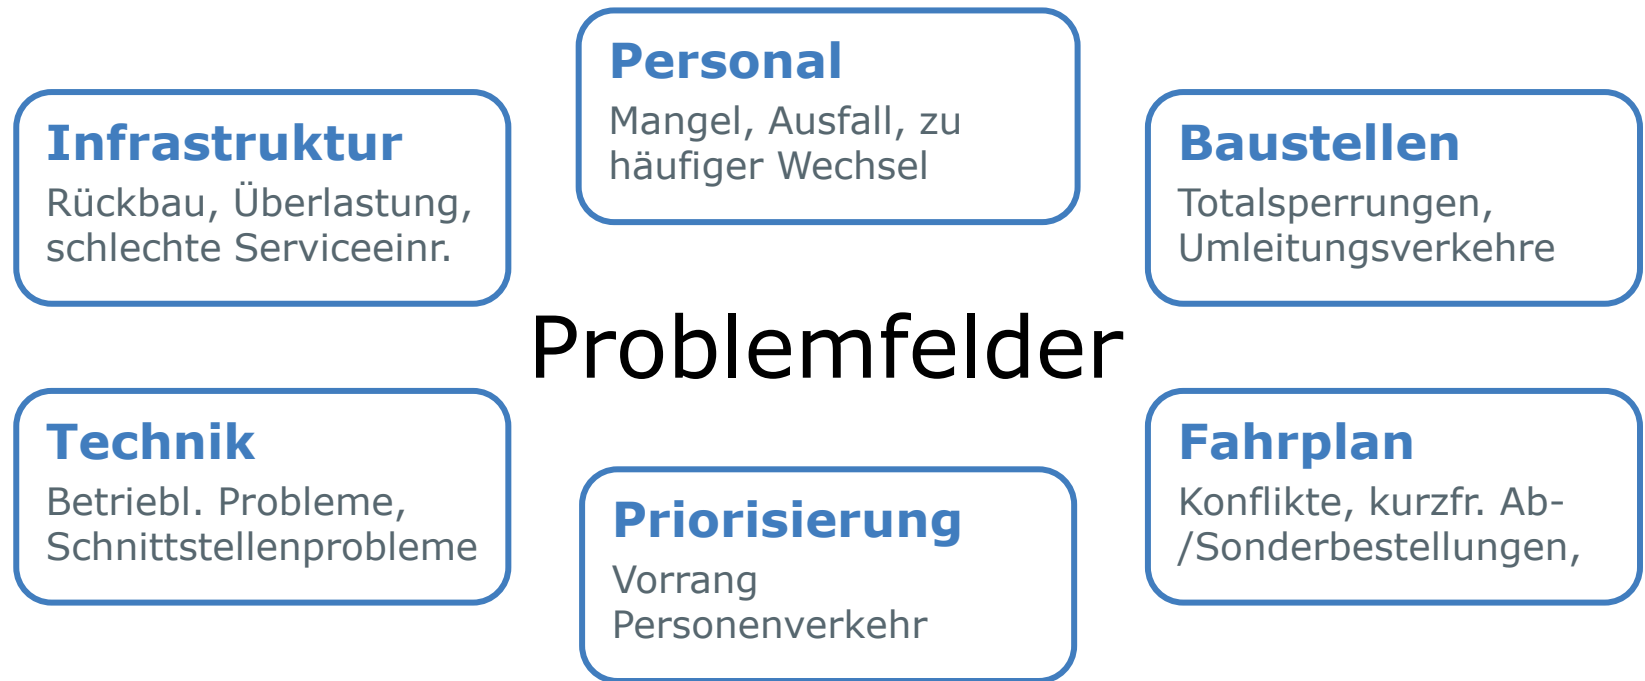 Personal
Mangel, Ausfall, zu
häufiger Wechsel
Infrastruktur
Rückbau, Überlastung,
schlechte Serviceeinr.
Baustellen
Totalsperrungen,
Umleitungsverkehre
Problemfelder
Technik
Betriebl. Probleme,
Schnittstellenprobleme
Priorisierung
Vorrang
Personenverkehr
Fahrplan
Konflikte, kurzfr. Ab-
/Sonderbestellungen,